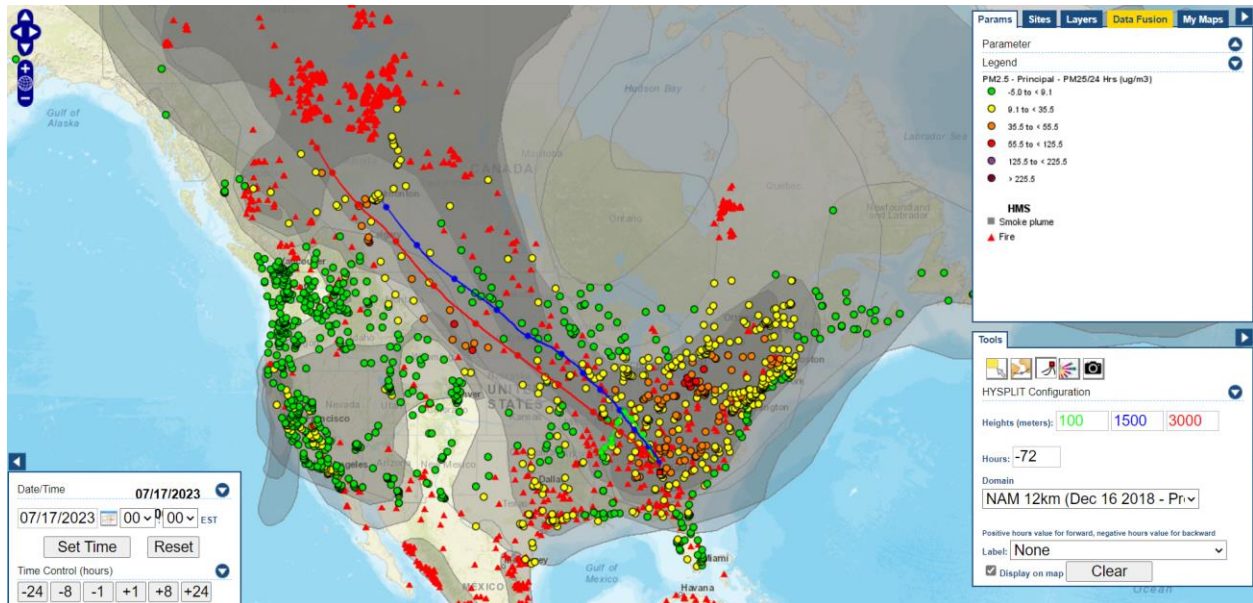 Params Sites Layers Data Fusion My Maps
Parameter
Legend
PM2.5 - Principal - PM25/24 Hrs (ug/m3)
-5.0 to < 9.1
9.1 to < 35.5
35.5 to < 55.5
55.5 to < 125.5
125.5 to < 225.5
> 225.5
HMS
Smoke plume
Fire
Tools
HYSPLIT Configuration
Heights (meters): 100 1500 3000
Hours: -72
Domain
NAM 12km (Dec 16 2018 - Pr
Positive hours value for forward, negative hours value for backward
Label: None
Display on map Clear
Date/Time 07/17/2023
07/17/2023 00 00 EST
Set Time Reset
Time Control (hours)
-24 -8 -1 +1 +8 +24
Gulf of
Alaska
Hudson Bay
Labrador Sea
CANADA
Manitoba
Ontario
Quebec
Newfoundland
and Labrador
Nevada
UNITED
STATES
Dallas
Gulf of
Mexico
Miami
Havana
MÉXICO
Ocean